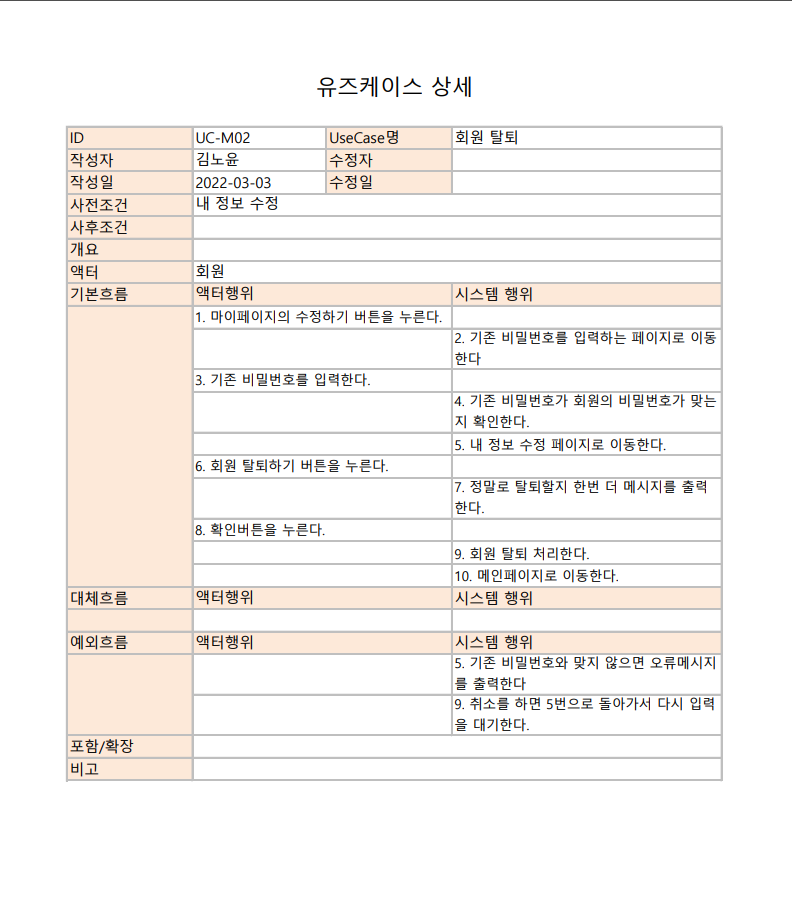 유즈케이스 상세
ID UC-M02 UseCase명 회원 탈퇴
작성자 김노윤 수정자
작성일 2022-03-03 수정일
사전조건 내 정보 수정
사후조건
개요
액터 회원
기본흐름 액터행위 시스템 행위
1. 마이페이지의 수정하기 버튼을 누른다.
2. 기존 비밀번호를 입력하는 페이지로 이동
한다
3. 기존 비밀번호를 입력한다.
4. 기존 비밀번호가 회원의 비밀번호가 맞는
지 확인한다.
5. 내 정보 수정 페이지로 이동한다.
6. 회원 탈퇴하기 버튼을 누른다.
7. 정말로 탈퇴할지 한번 더 메시지를 출력
한다.
8. 확인버튼을 누른다.
9. 회원 탈퇴 처리한다.
10. 메인페이지로 이동한다.
대체흐름 액터행위 시스템 행위
예외흐름 액터행위 시스템 행위
5. 기존 비밀번호와 맞지 않으면 오류메시지
를 출력한다
9. 취소를 하면 5번으로 돌아가서 다시 입력
을 대기한다.
포함/확장
비고